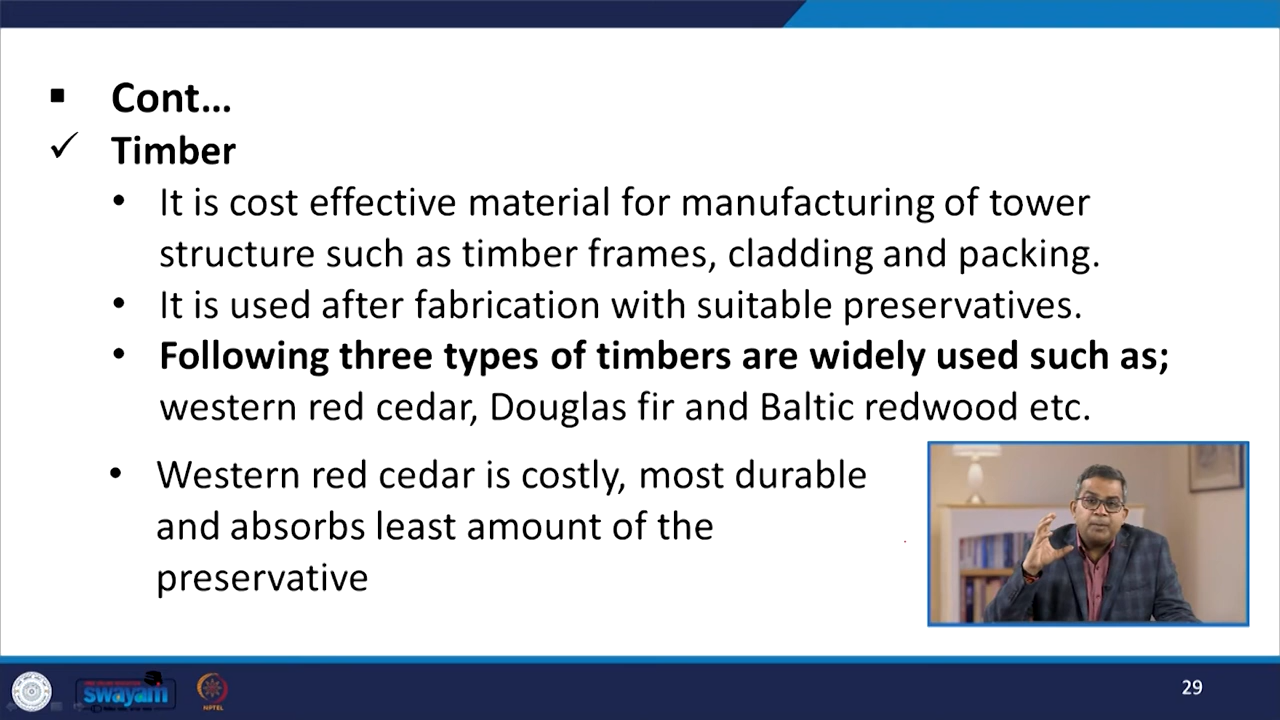 Cont...
Timber
It is cost effective material for manufacturing of tower
structure such as timber frames, cladding and packing.
It is used after fabrication with suitable preservatives.
Following three types of timbers are widely used such as;
western red cedar, Douglas fir and Baltic redwood etc.
Western red cedar is costly, most durable
and absorbs least amount of the
preservative
swayam
NPTEL
29